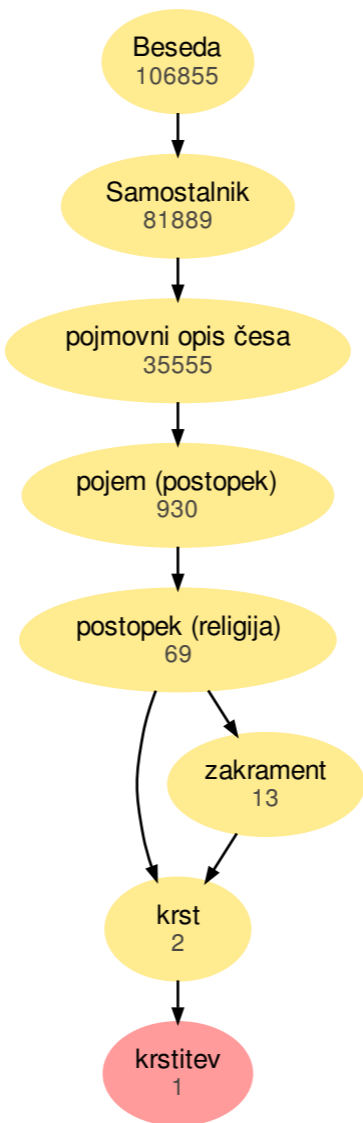 Beseda
106855
Samostalnik
81889
pojmovni opis česa
35555
pojem (postopek)
930
postopek (religija)
69
zakrament
13
krst
2
krstitev
1